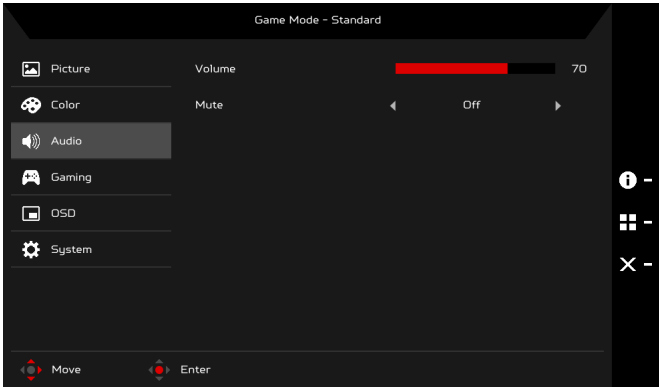 Game Mode - Standard
Picture
Volume 70
Color
Mute Off
Audio
Gaming
OSD
System
Move Enter